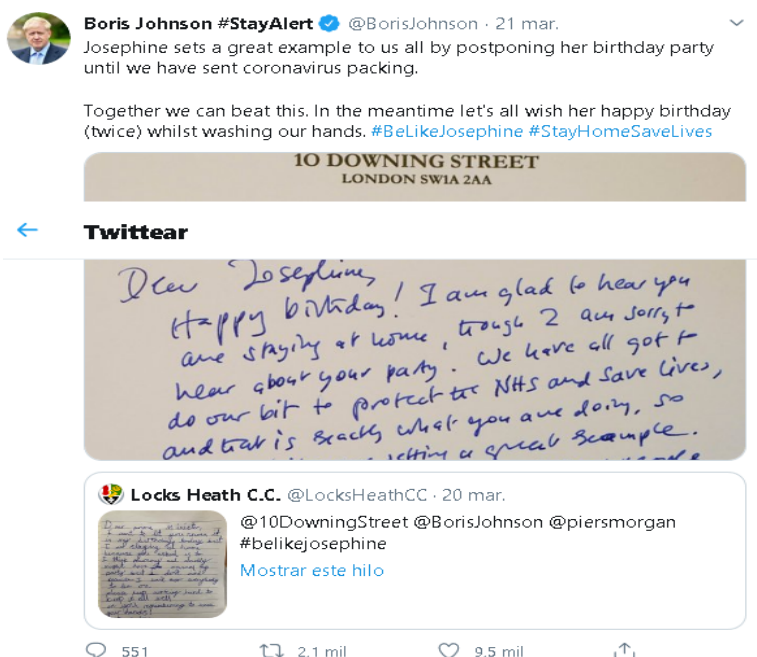 Boris Johnson #StayAlert @BorisJohnson · 21 mar.
Josephine sets a great example to us all by postponing her birthday party
until we have sent coronavirus packing.
Together we can beat this. In the meantime let's all wish her happy birthday
(twice) whilst washing our hands. #BeLikeJosephine #StayHomeSaveLives
10 DOWNING STREET
LONDON SW1A 2AA
Twittear
Dear Josephine,
Happy birthday! I am glad to hear you
are staying at home, though I am sorry to
hear about your party. We have all got to
do our bit to protect the NHS and save lives,
and that is exactly what you are doing, so
setting a great example.
Locks Heath C.C. @LocksHeathCC · 20 mar.
@10DowningStreet @BorisJohnson @piersmorgan
#belikejosephine
Mostrar este hilo
551 2,1 mil 9,5 mil